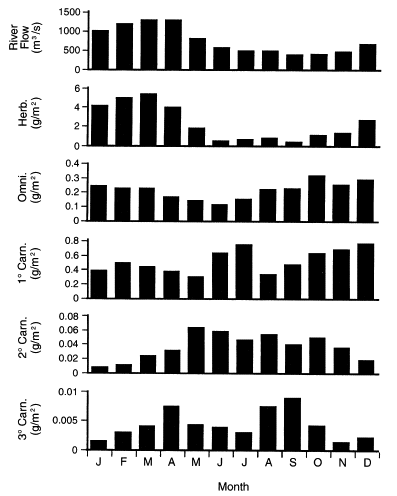 River
Flow
(m³/s)
1500
1000
500
0
Herb.
(g/m²)
6
4
2
0
Omni.
(g/m²)
0.4
0.3
0.2
0.1
0
1° Carn.
(g/m²)
0.8
0.6
0.4
0.2
0
2° Carn.
(g/m²)
0.08
0.06
0.04
0.02
0
3° Carn.
(g/m²)
0.01
0.005
0
J F M A M J J A S O N D
Month